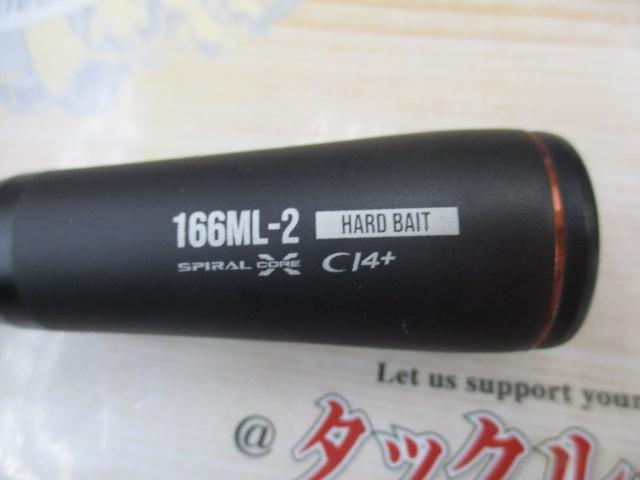 166ML-2 HARD BAIT
SPIRAL X CORE CI4+
Let us support your
@タックル